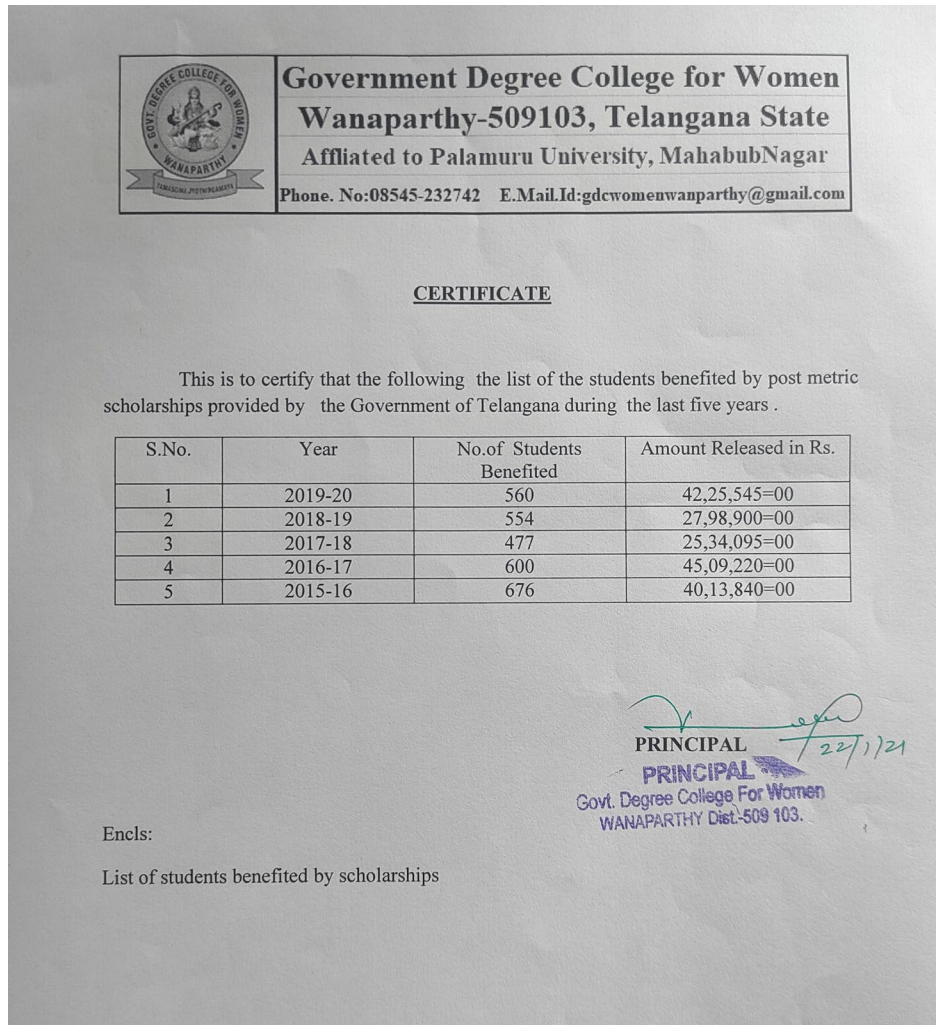 GOVT. DEGREE COLLEGE FOR WOMEN
WANAPARTHY
TAMASOMA JYOTHIRGAMAYA
Government Degree College for Women
Wanaparthy-509103, Telangana State
Affliated to Palamuru University, MahabubNagar
Phone. No:08545-232742 E.Mail.Id:gdcwomenwanparthy@gmail.com
CERTIFICATE
This is to certify that the following the list of the students benefited by post metric
scholarships provided by the Government of Telangana during the last five years .
S.No. Year No.of Students Benefited Amount Released in Rs.
1 2019-20 560 42,25,545=00
2 2018-19 554 27,98,900=00
3 2017-18 477 25,34,095=00
4 2016-17 600 45,09,220=00
5 2015-16 676 40,13,840=00
22/1/21
PRINCIPAL
PRINCIPAL
Govt. Degree College For Women
WANAPARTHY Dist.-509 103.
Encls:
List of students benefited by scholarships